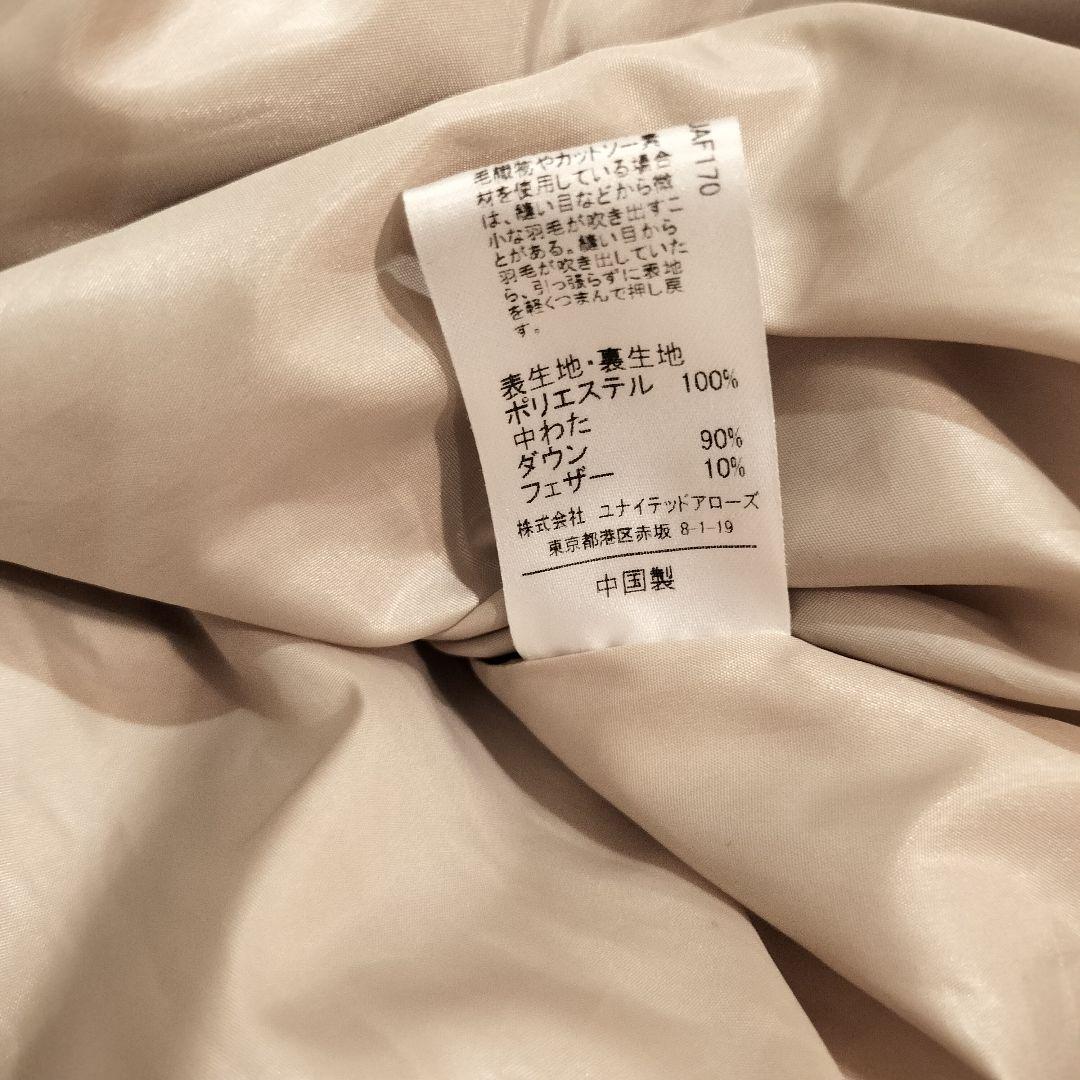 毛織物やカットソー素
材を使用している場合
は、縫い目などから微
小な羽毛が吹き出すこ
とがある。縫い目から
羽毛が吹き出していた
ら、引っ張らずに表地
を軽くつまんで押し戻
す。
JAF170
表生地・裏生地
ポリエステル 100%
中わた
ダウン 90%
フェザー 10%
株式会社 ユナイテッドアローズ
東京都港区赤坂 8-1-19
中国製